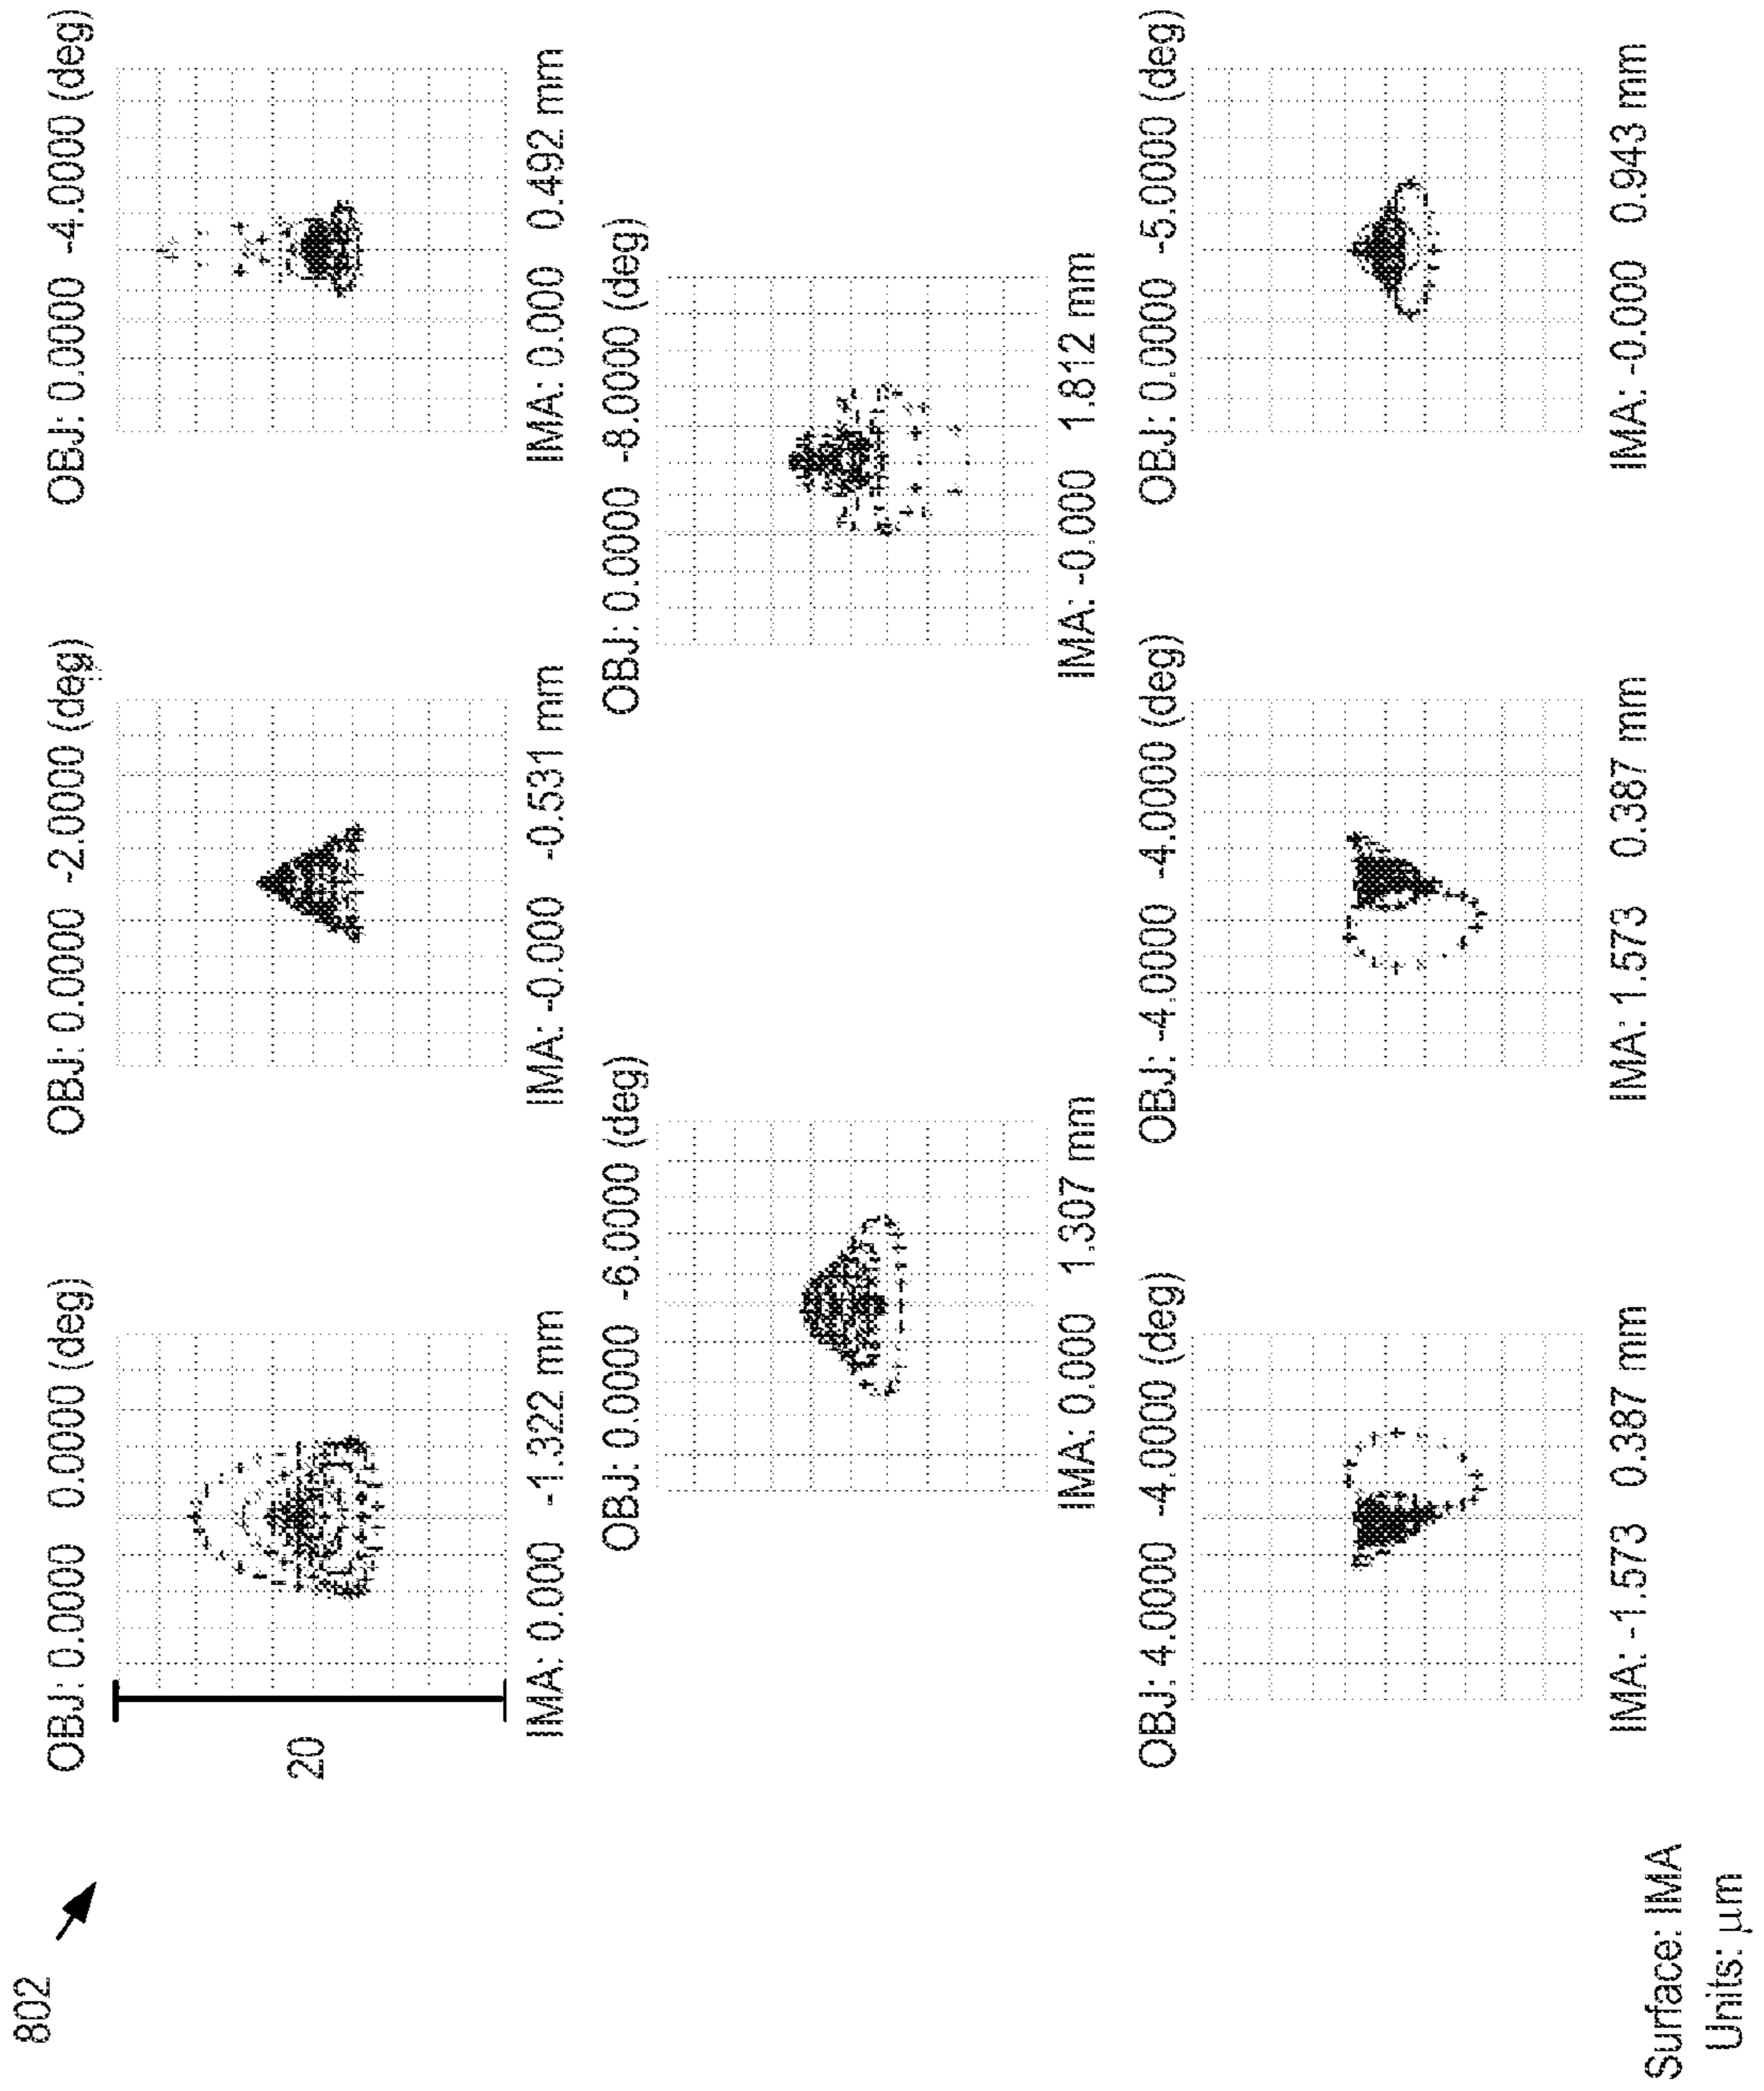 802
OBJ: 0.0000 0.0000 (deg)
20
IMA: 0.000 -1.322 mm
OBJ: 0.0000 -2.0000 (deg)
IMA: -0.000 -0.531 mm
OBJ: 0.0000 -4.0000 (deg)
IMA: 0.000 0.492 mm
OBJ: 0.0000 -6.0000 (deg)
IMA: 0.000 1.307 mm
OBJ: 0.0000 -8.0000 (deg)
IMA: -0.000 1.812 mm
OBJ: 4.0000 -4.0000 (deg)
IMA: -1.573 0.387 mm
OBJ: -4.0000 -4.0000 (deg)
IMA: 1.573 0.387 mm
OBJ: 0.0000 -5.0000 (deg)
IMA: -0.000 0.943 mm
Surface: IMA
Units: μm